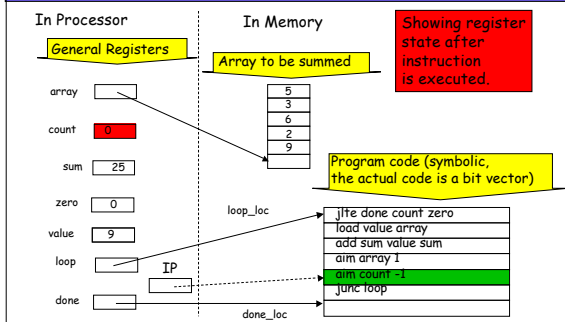 In Processor
In Memory
Showing register
state after
instruction
is executed.
General Registers
Array to be summed
array
count
0
sum
25
zero
0
value
9
loop
done
IP
5
3
6
2
9
Program code (symbolic,
the actual code is a bit vector)
loop_loc
jlte done count zero
load value array
add sum value sum
aim array 1
aim count -1
junc loop
done_loc